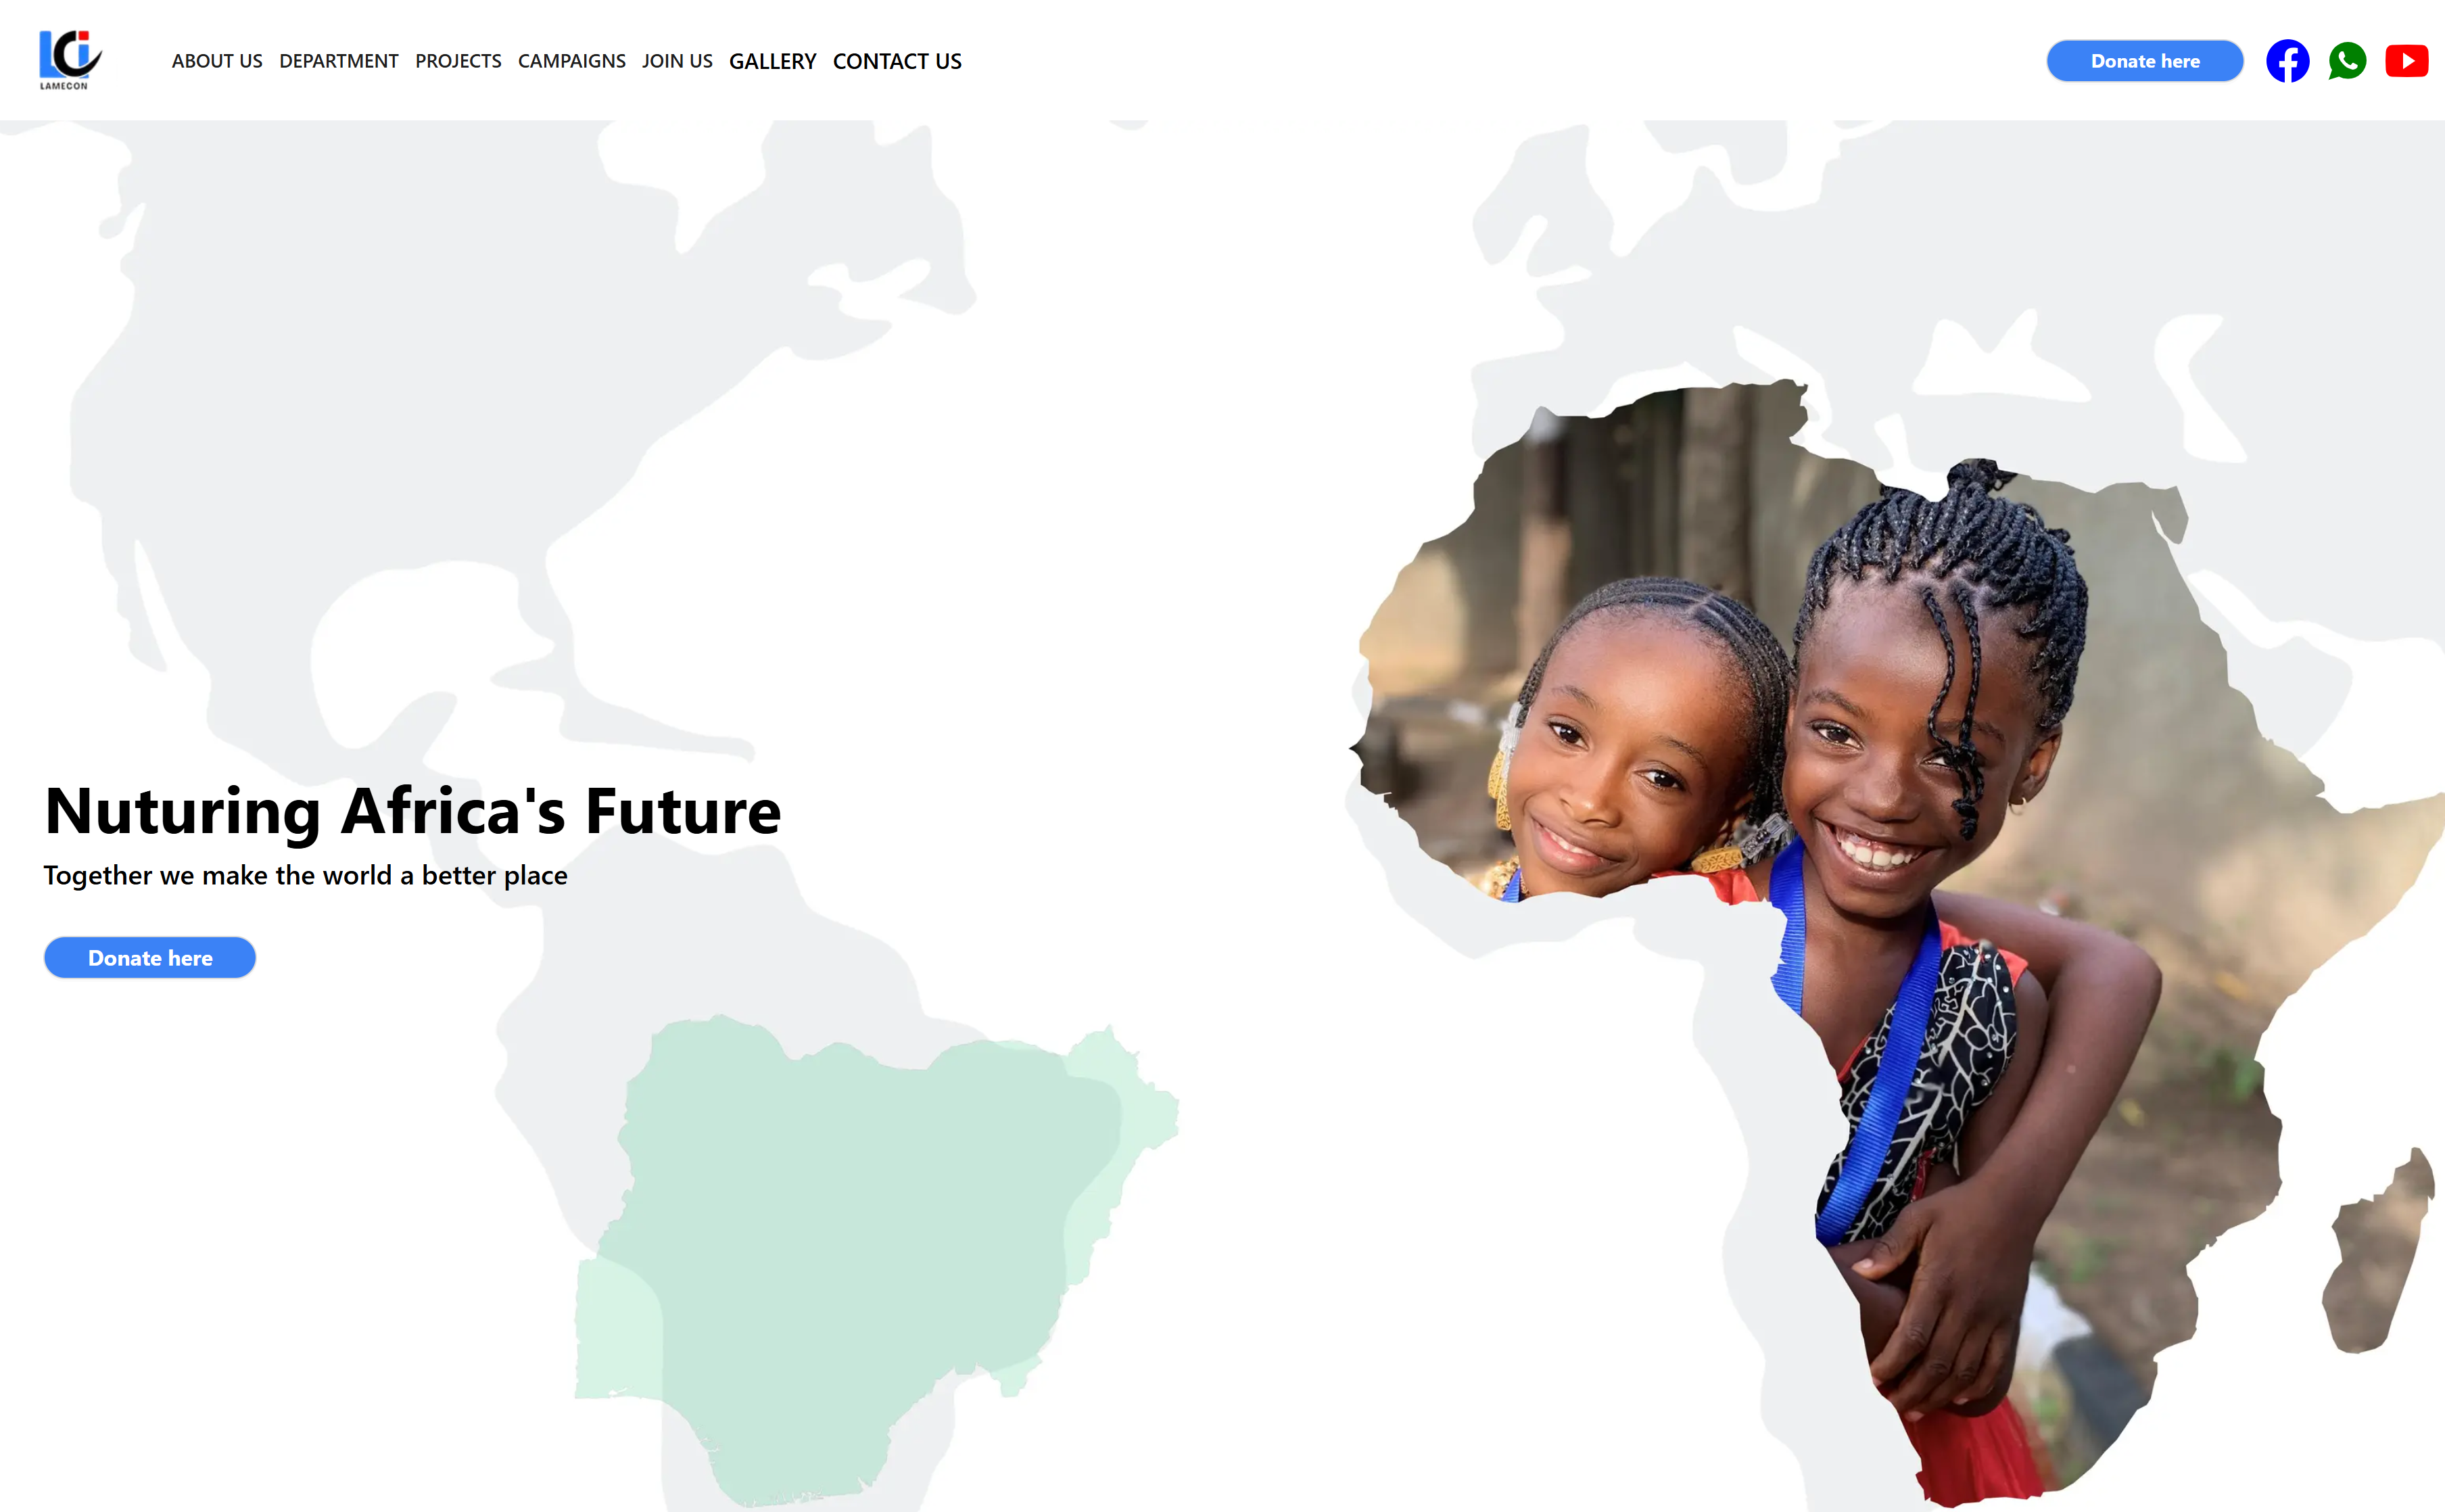 LCi
LAMECON
ABOUT US DEPARTMENT PROJECTS CAMPAIGNS JOIN US GALLERY CONTACT US
Donate here
Nuturing Africa's Future
Together we make the world a better place
Donate here